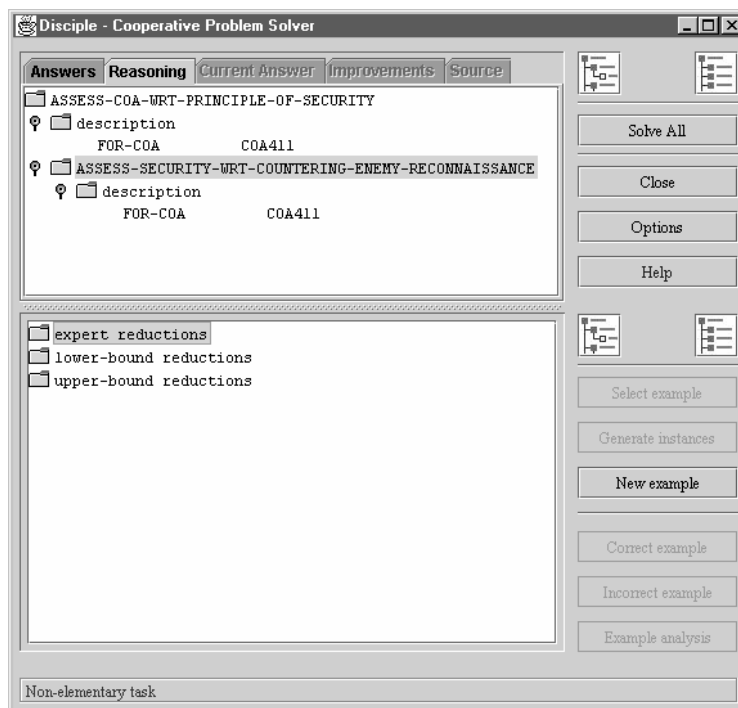 Disciple - Cooperative Problem Solver
Answers Reasoning Current Answer Improvements Source
ASSESS-COA-WRT-PRINCIPLE-OF-SECURITY
description
FOR-COA COA411
ASSESS-SECURITY-WRT-COUNTERING-ENEMY-RECONNAISSANCE
description
FOR-COA COA411
Solve All
Close
Options
Help
expert reductions
lower-bound reductions
upper-bound reductions
Select example
Generate instances
New example
Correct example
Incorrect example
Example analysis
Non-elementary task